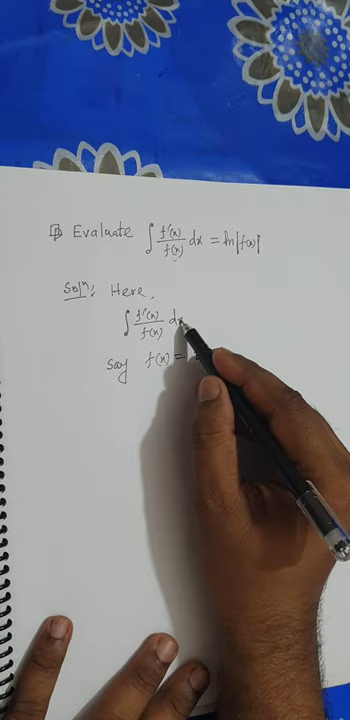 Evaluate ∫ f'(x)/f(x) dx = ln|f(x)|
Solⁿ: Here,
∫ f'(x)/f(x) dx
say f(x) =